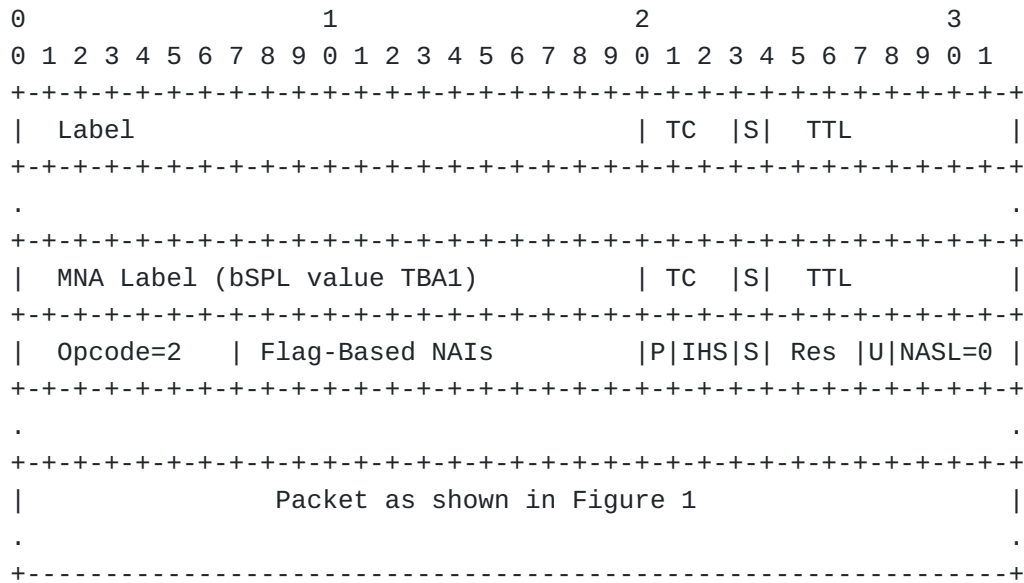 0                   1                   2                   3
0 1 2 3 4 5 6 7 8 9 0 1 2 3 4 5 6 7 8 9 0 1 2 3 4 5 6 7 8 9 0 1
+-+-+-+-+-+-+-+-+-+-+-+-+-+-+-+-+-+-+-+-+-+-+-+-+-+-+-+-+-+-+-+-+
|  Label                                | TC  |S|  TTL          |
+-+-+-+-+-+-+-+-+-+-+-+-+-+-+-+-+-+-+-+-+-+-+-+-+-+-+-+-+-+-+-+-+
.                                                               .
+-+-+-+-+-+-+-+-+-+-+-+-+-+-+-+-+-+-+-+-+-+-+-+-+-+-+-+-+-+-+-+-+
|  MNA Label (bSPL value TBA1)          | TC  |S|  TTL          |
+-+-+-+-+-+-+-+-+-+-+-+-+-+-+-+-+-+-+-+-+-+-+-+-+-+-+-+-+-+-+-+-+
|  Opcode=2   | Flag-Based NAIs         |P|IHS|S| Res |U|NASL=0 |
+-+-+-+-+-+-+-+-+-+-+-+-+-+-+-+-+-+-+-+-+-+-+-+-+-+-+-+-+-+-+-+-+
.                                                               .
+-+-+-+-+-+-+-+-+-+-+-+-+-+-+-+-+-+-+-+-+-+-+-+-+-+-+-+-+-+-+-+-+
|                Packet as shown in Figure 1                    |
.                                                               .
+---------------------------------------------------------------+